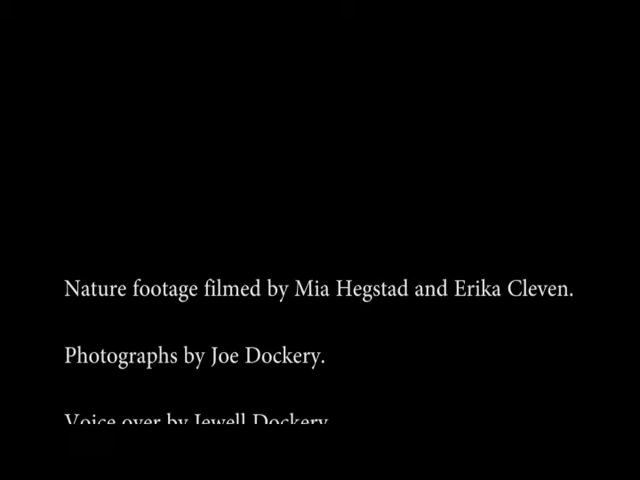 Nature footage filmed by Mia Hegstad and Erika Cleven.
Photographs by Joe Dockery.
Voice over by Jewell Dockery